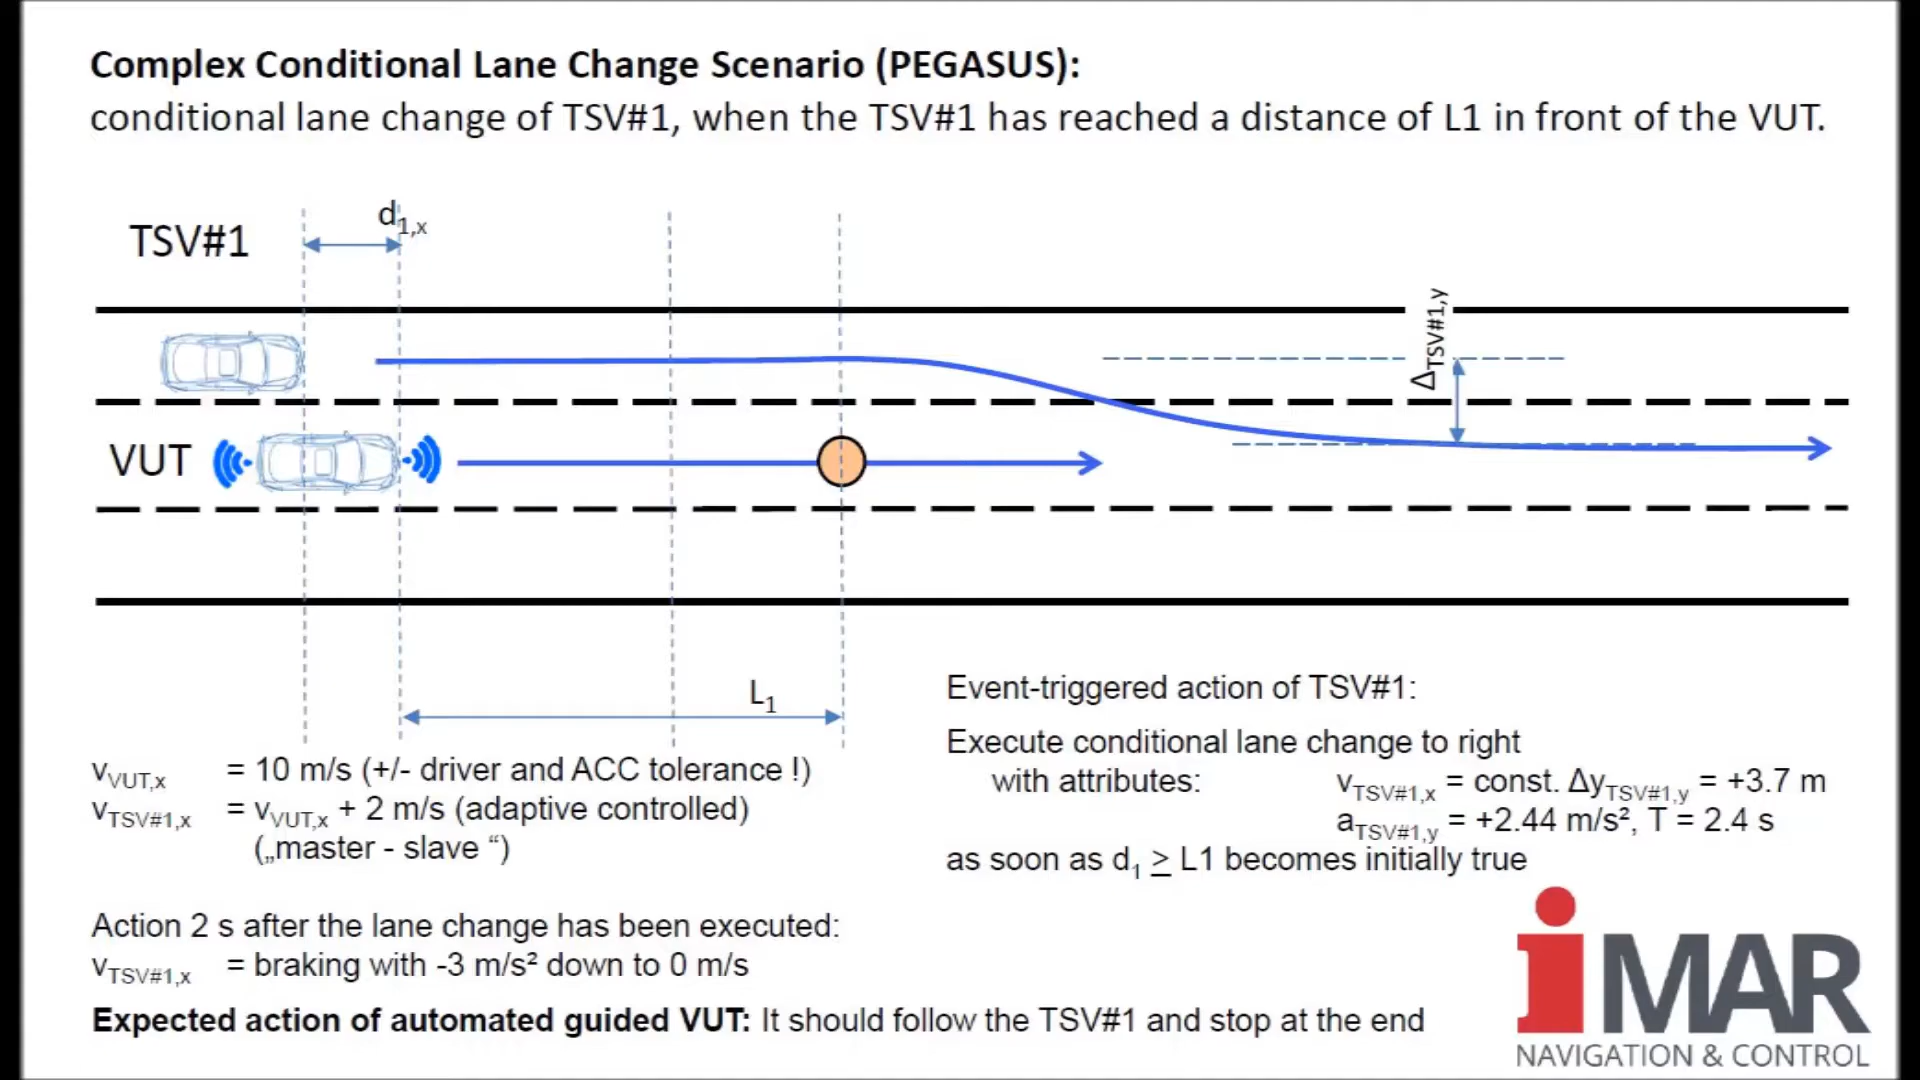 Complex Conditional Lane Change Scenario (PEGASUS):
conditional lane change of TSV#1, when the TSV#1 has reached a distance of L1 in front of the VUT.
d1,x
TSV#1
ΔTSV#1,y
VUT
L1
vVUT,x = 10 m/s (+/- driver and ACC tolerance !)
vTSV#1,x = vVUT,x + 2 m/s (adaptive controlled)
(„master - slave “)
Event-triggered action of TSV#1:
Execute conditional lane change to right
with attributes: vTSV#1,x = const. ΔyTSV#1,y = +3.7 m
aTSV#1,y = +2.44 m/s², T = 2.4 s
as soon as d1 ≥ L1 becomes initially true
Action 2 s after the lane change has been executed:
vTSV#1,x = braking with -3 m/s² down to 0 m/s
Expected action of automated guided VUT: It should follow the TSV#1 and stop at the end
iMAR
NAVIGATION & CONTROL